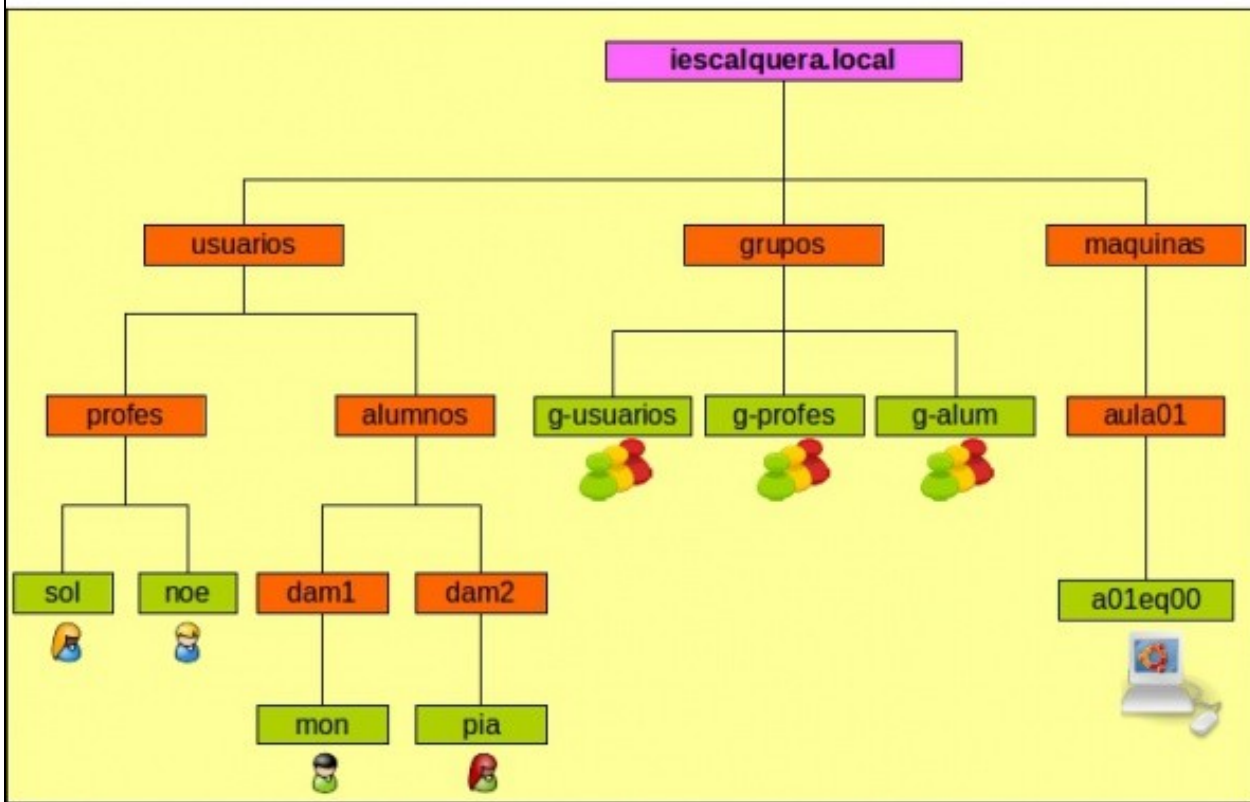 iescalquera.local
usuarios
grupos
maquinas
profes
alumnos
g-usuarios
g-profes
g-alum
aula01
sol
noe
dam1
dam2
a01eq00
mon
pia